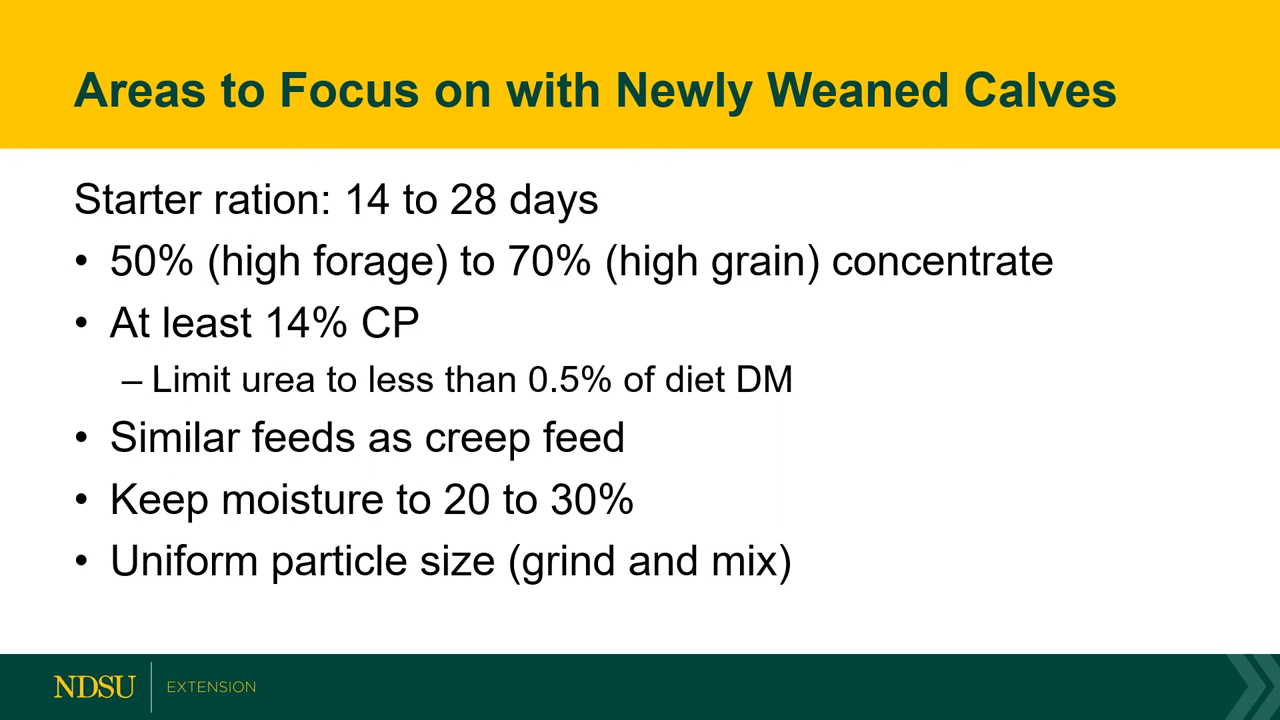 Areas to Focus on with Newly Weaned Calves
Starter ration: 14 to 28 days
• 50% (high forage) to 70% (high grain) concentrate
• At least 14% CP
– Limit urea to less than 0.5% of diet DM
• Similar feeds as creep feed
• Keep moisture to 20 to 30%
• Uniform particle size (grind and mix)
NDSU EXTENSION